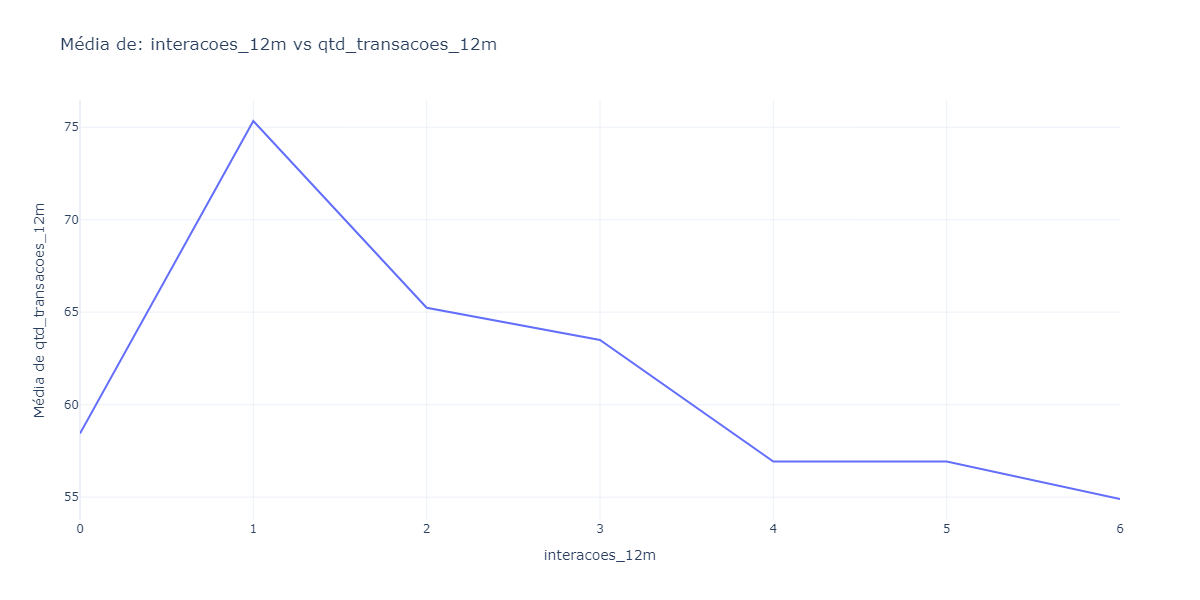 Média de: interacoes_12m vs qtd_transacoes_12m
Média de qtd_transacoes_12m
75
70
65
60
55
0 1 2 3 4 5 6
interacoes_12m